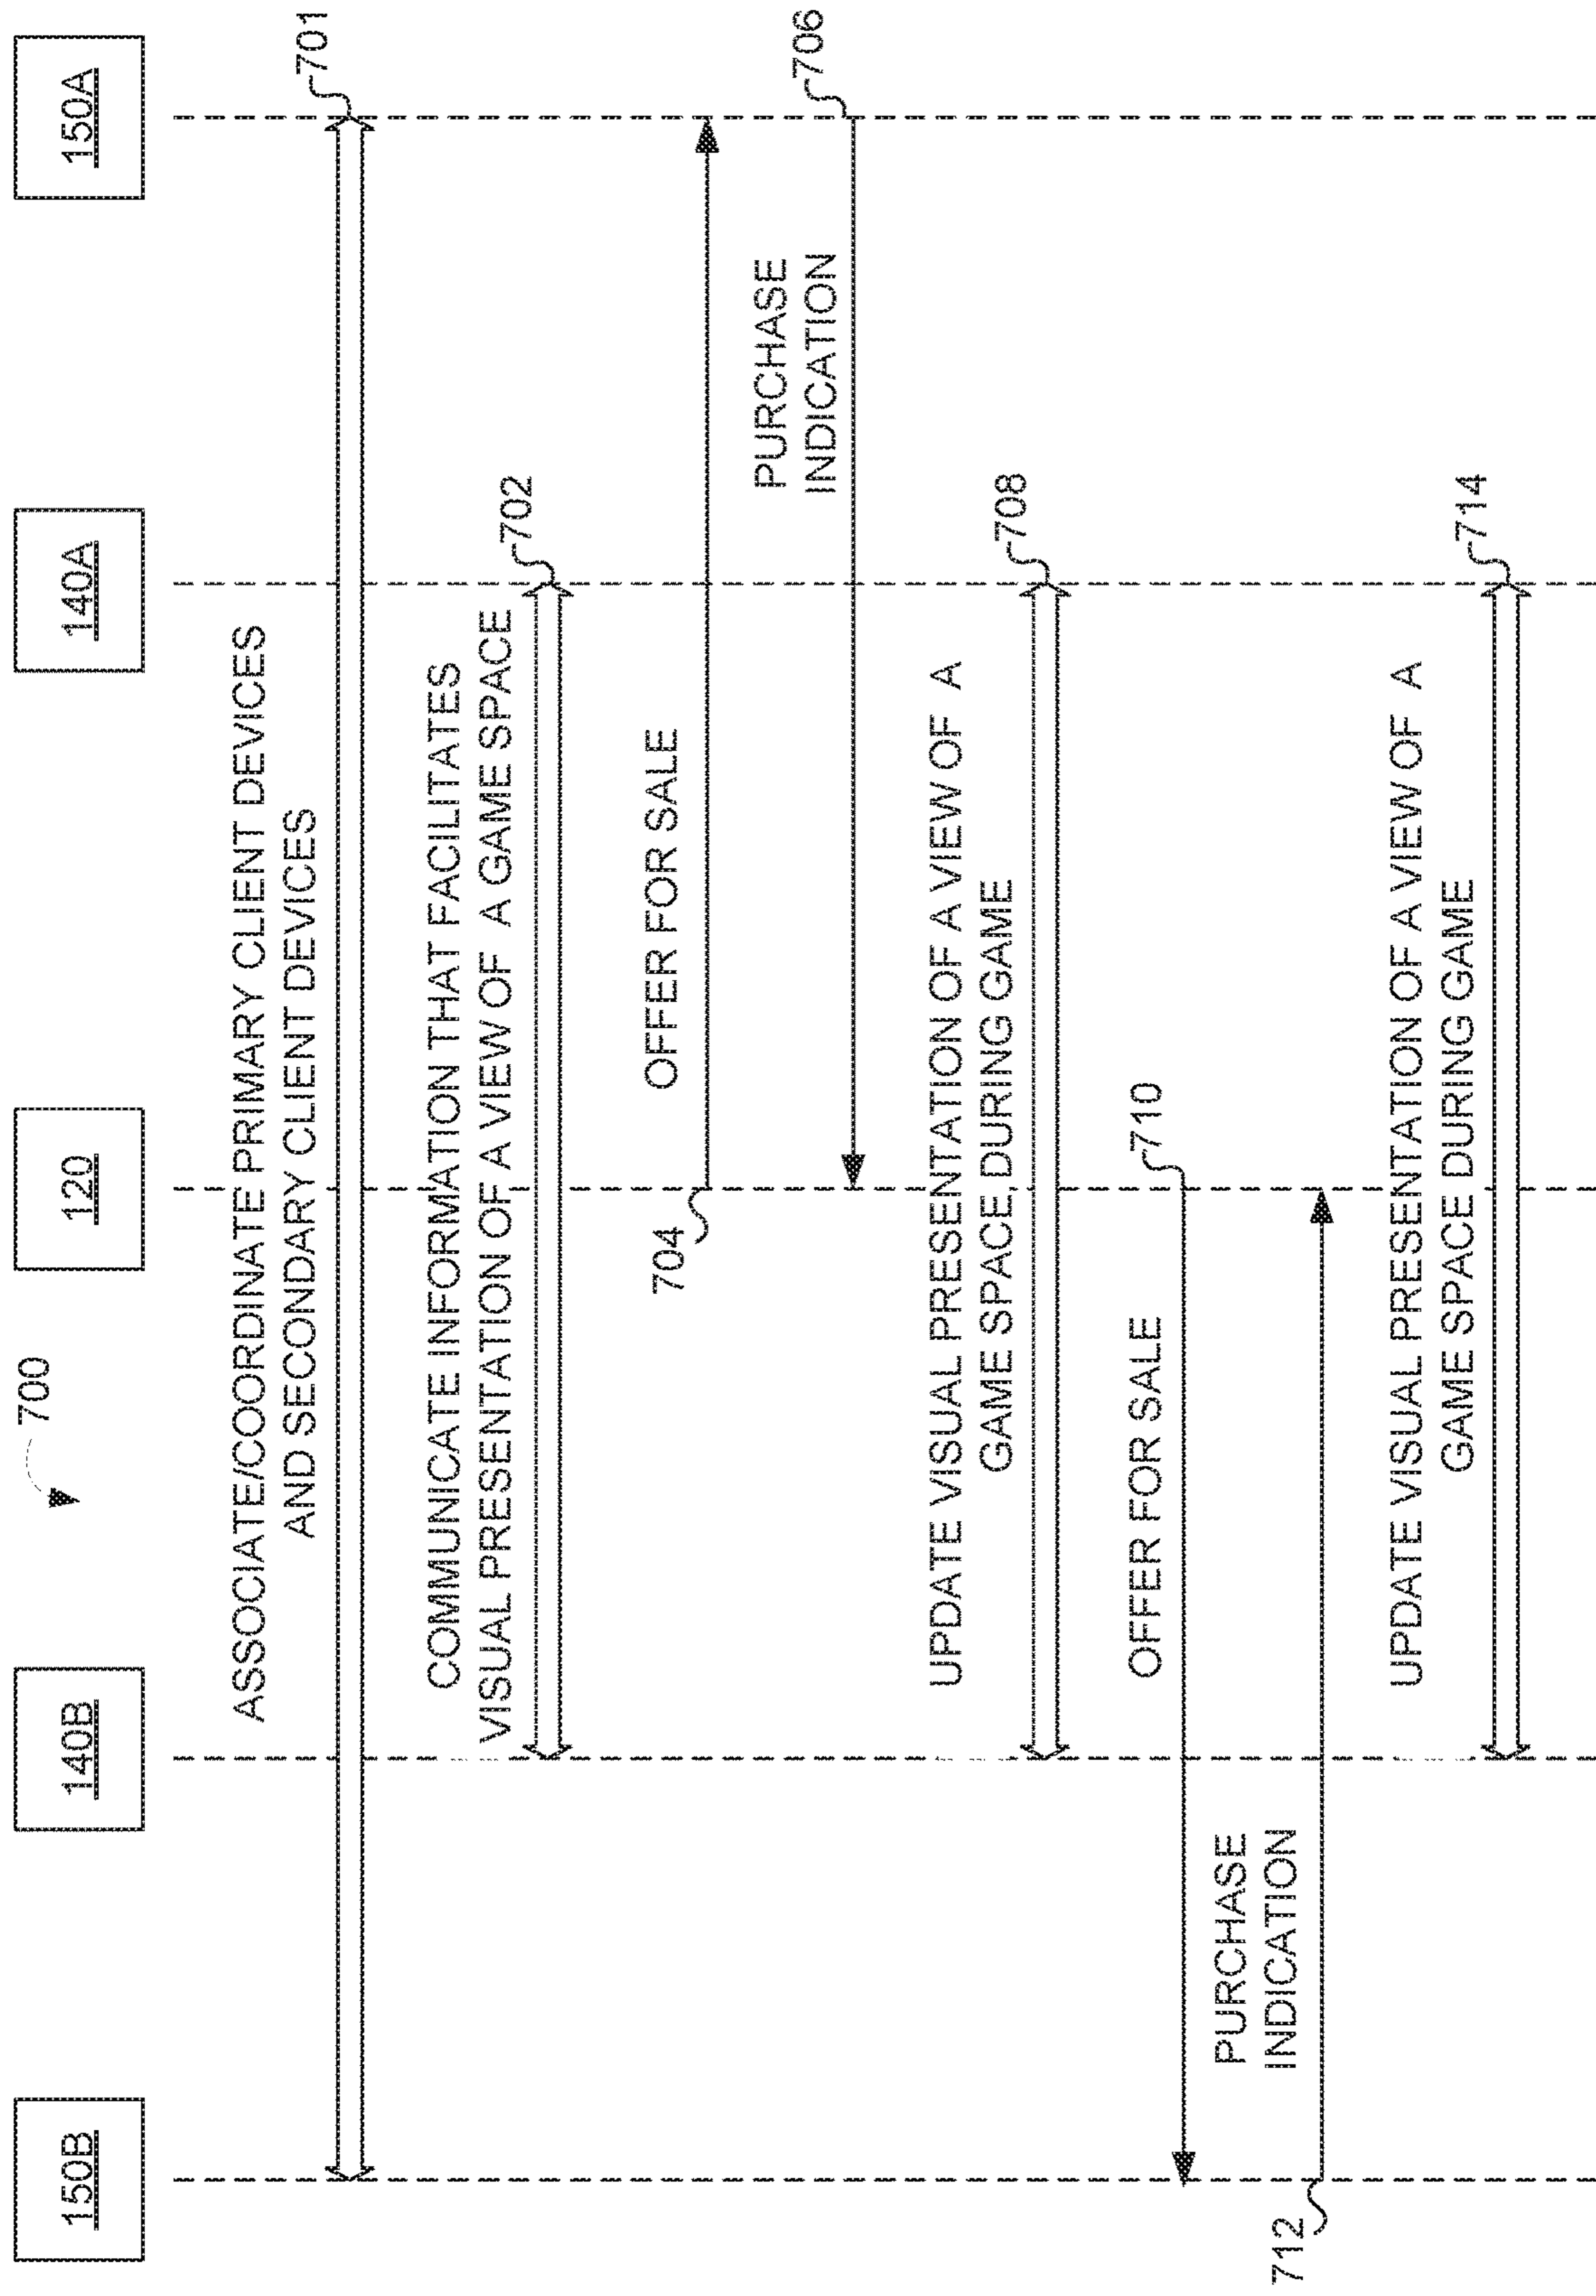 700
150B
140B
120
140A
150A
ASSOCIATE/COORDINATE PRIMARY CLIENT DEVICES
AND SECONDARY CLIENT DEVICES
701
COMMUNICATE INFORMATION THAT FACILITATES
VISUAL PRESENTATION OF A VIEW OF A GAME SPACE
702
OFFER FOR SALE
704
PURCHASE
INDICATION
706
UPDATE VISUAL PRESENTATION OF A VIEW OF A
GAME SPACE DURING GAME
708
OFFER FOR SALE
710
PURCHASE
INDICATION
712
UPDATE VISUAL PRESENTATION OF A VIEW OF A
GAME SPACE DURING GAME
714